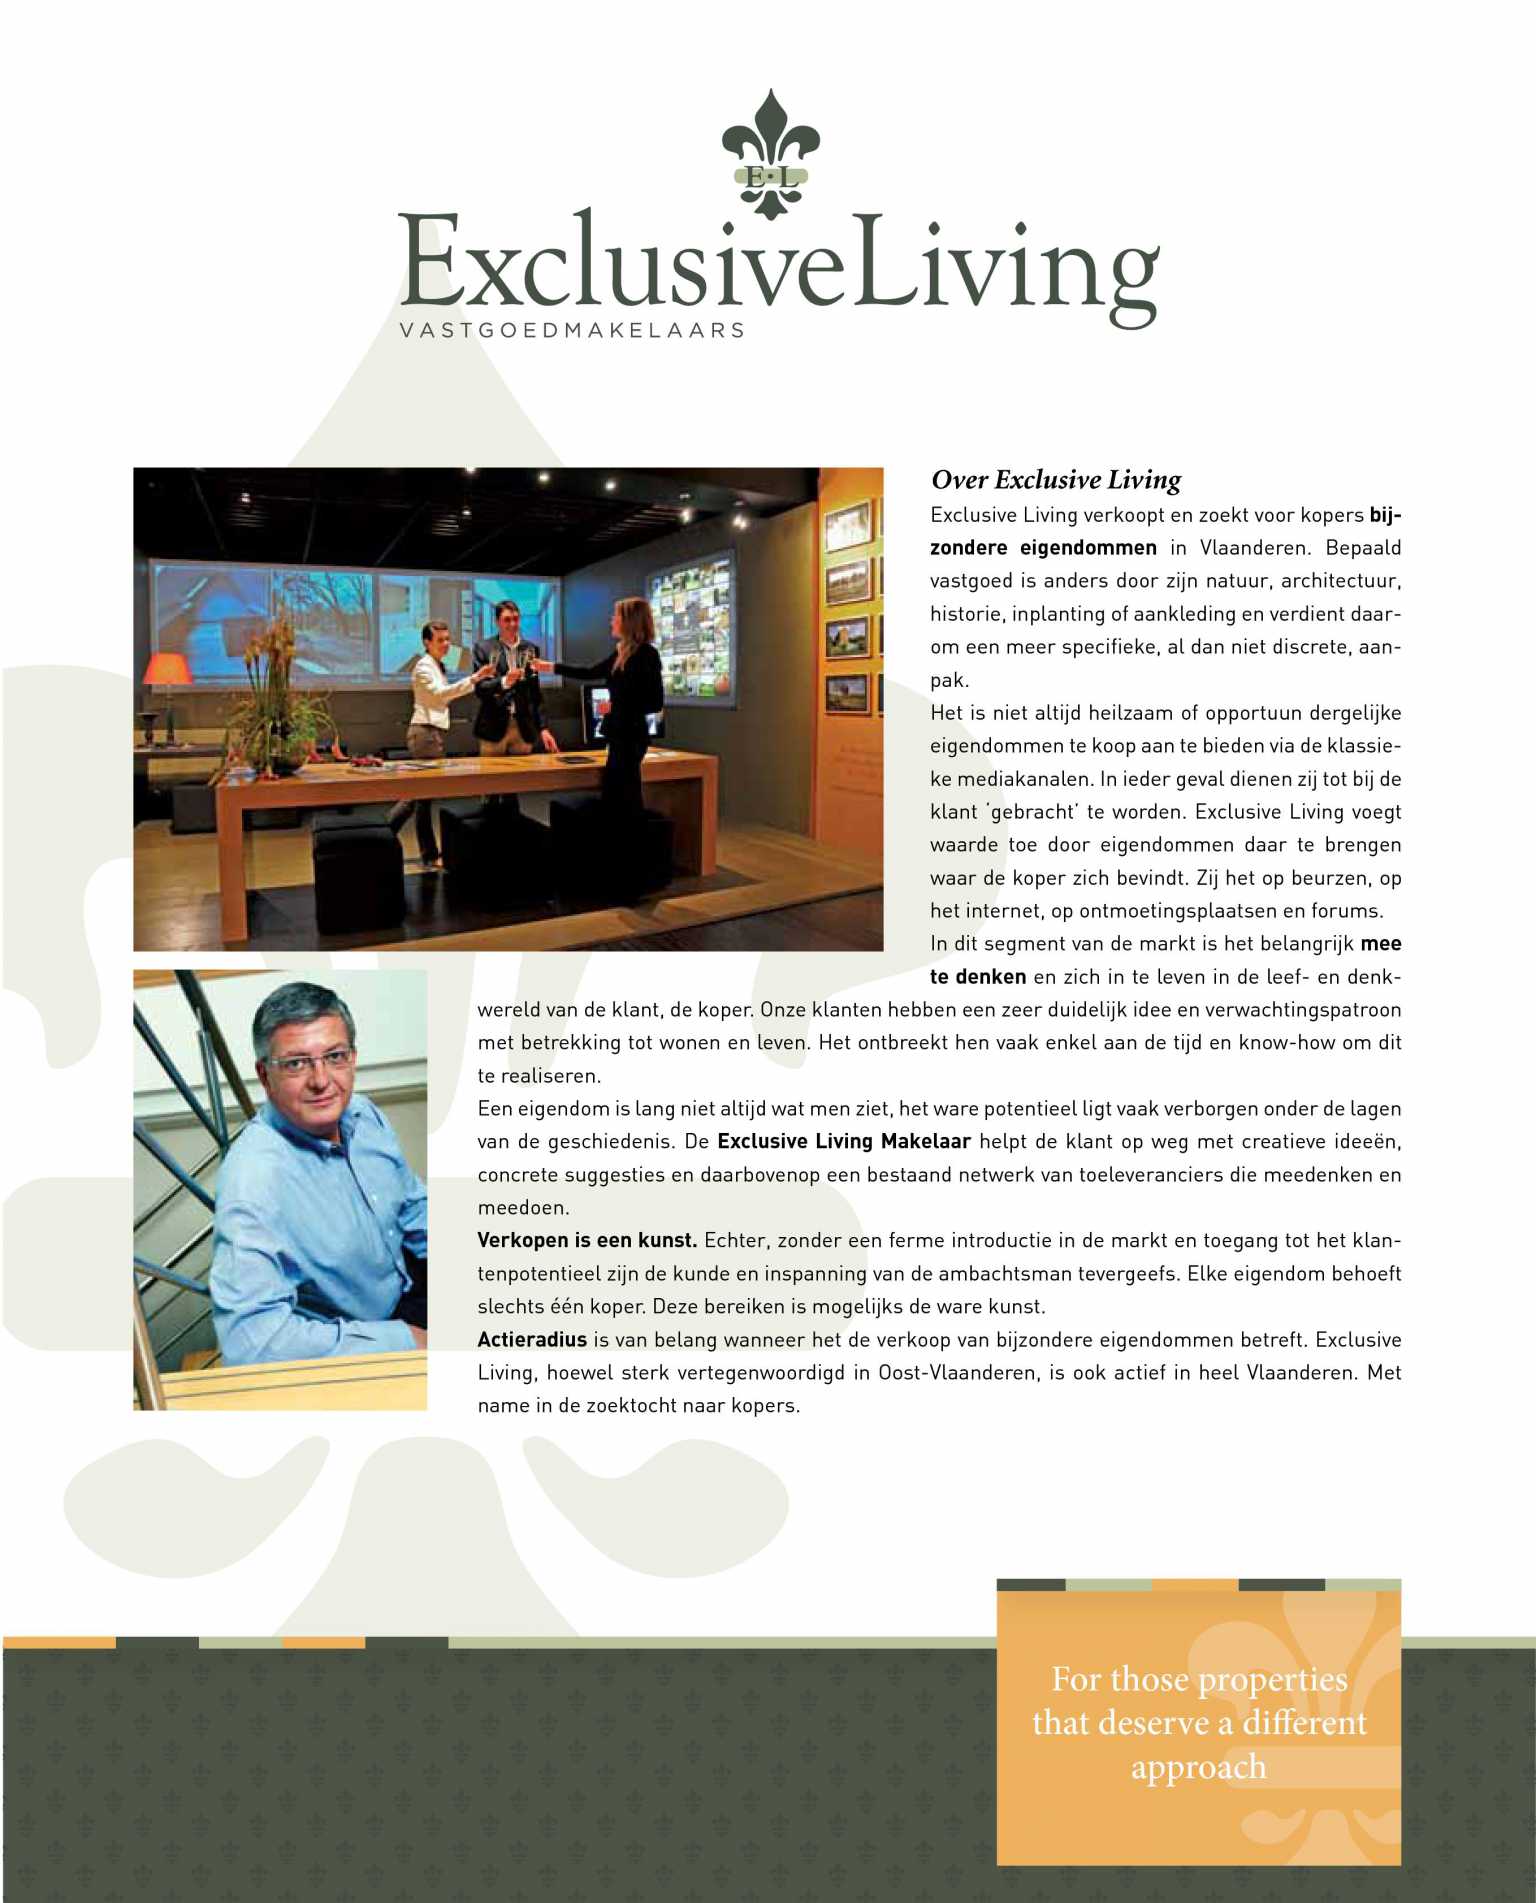 E·L
ExclusiveLiving
VASTGOEDMAKELAARS
Over Exclusive Living
Exclusive Living verkoopt en zoekt voor kopers bij-
zondere eigendommen in Vlaanderen. Bepaald
vastgoed is anders door zijn natuur, architectuur,
historie, inplanting of aankleding en verdient daar-
om een meer specifieke, al dan niet discrete, aan-
pak.
Het is niet altijd heilzaam of opportuun dergelijke
eigendommen te koop aan te bieden via de klassie-
ke mediakanalen. In ieder geval dienen zij tot bij de
klant ‘gebracht’ te worden. Exclusive Living voegt
waarde toe door eigendommen daar te brengen
waar de koper zich bevindt. Zij het op beurzen, op
het internet, op ontmoetingsplaatsen en forums.
In dit segment van de markt is het belangrijk mee
te denken en zich in te leven in de leef- en denk-
wereld van de klant, de koper. Onze klanten hebben een zeer duidelijk idee en verwachtingspatroon
met betrekking tot wonen en leven. Het ontbreekt hen vaak enkel aan de tijd en know-how om dit
te realiseren.
Een eigendom is lang niet altijd wat men ziet, het ware potentieel ligt vaak verborgen onder de lagen
van de geschiedenis. De Exclusive Living Makelaar helpt de klant op weg met creatieve ideeën,
concrete suggesties en daarbovenop een bestaand netwerk van toeleveranciers die meedenken en
meedoen.
Verkopen is een kunst. Echter, zonder een ferme introductie in de markt en toegang tot het klan-
tenpotentieel zijn de kunde en inspanning van de ambachtsman tevergeefs. Elke eigendom behoeft
slechts één koper. Deze bereiken is mogelijks de ware kunst.
Actieradius is van belang wanneer het de verkoop van bijzondere eigendommen betreft. Exclusive
Living, hoewel sterk vertegenwoordigd in Oost-Vlaanderen, is ook actief in heel Vlaanderen. Met
name in de zoektocht naar kopers.
For those properties
that deserve a different
approach